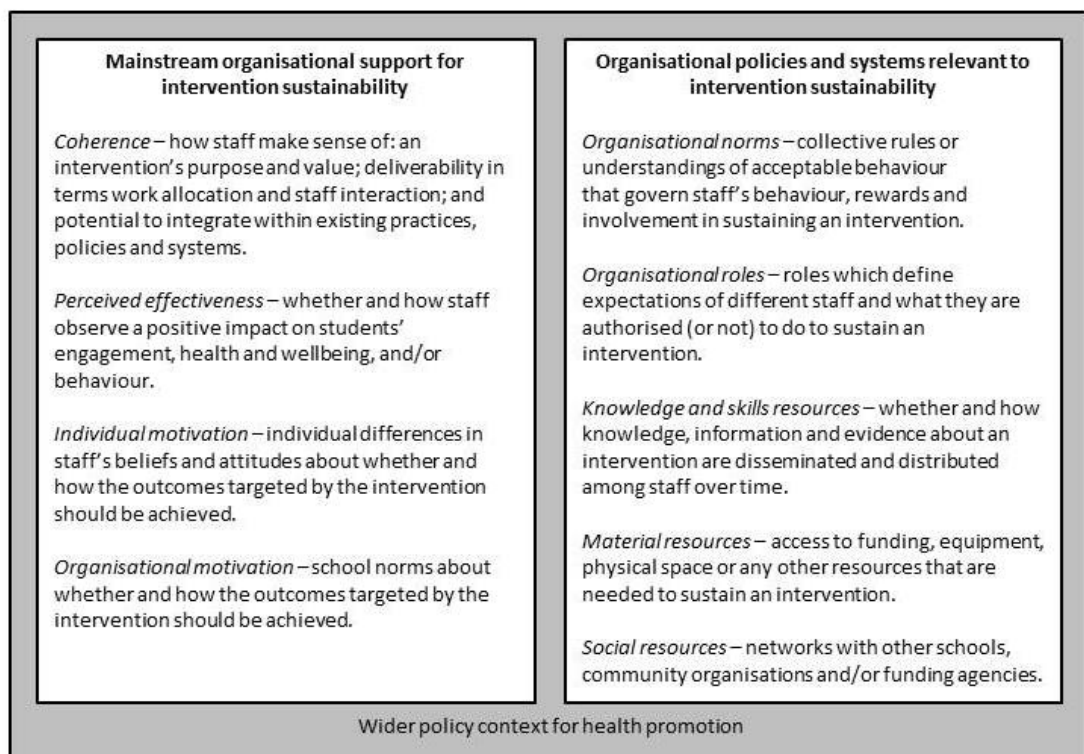 Mainstream organisational support for
intervention sustainability
Coherence – how staff make sense of: an
intervention's purpose and value; deliverability in
terms work allocation and staff interaction; and
potential to integrate within existing practices,
policies and systems.
Perceived effectiveness – whether and how staff
observe a positive impact on students'
engagement, health and wellbeing, and/or
behaviour.
Individual motivation – individual differences in
staff's beliefs and attitudes about whether and
how the outcomes targeted by the intervention
should be achieved.
Organisational motivation – school norms about
whether and how the outcomes targeted by the
intervention should be achieved.
Organisational policies and systems relevant to
intervention sustainability
Organisational norms – collective rules or
understandings of acceptable behaviour
that govern staff's behaviour, rewards and
involvement in sustaining an intervention.
Organisational roles – roles which define
expectations of different staff and what they are
authorised (or not) to do to sustain an
intervention.
Knowledge and skills resources – whether and how
knowledge, information and evidence about an
intervention are disseminated and distributed
among staff over time.
Material resources – access to funding, equipment,
physical space or any other resources that are
needed to sustain an intervention.
Social resources – networks with other schools,
community organisations and/or funding agencies.
Wider policy context for health promotion